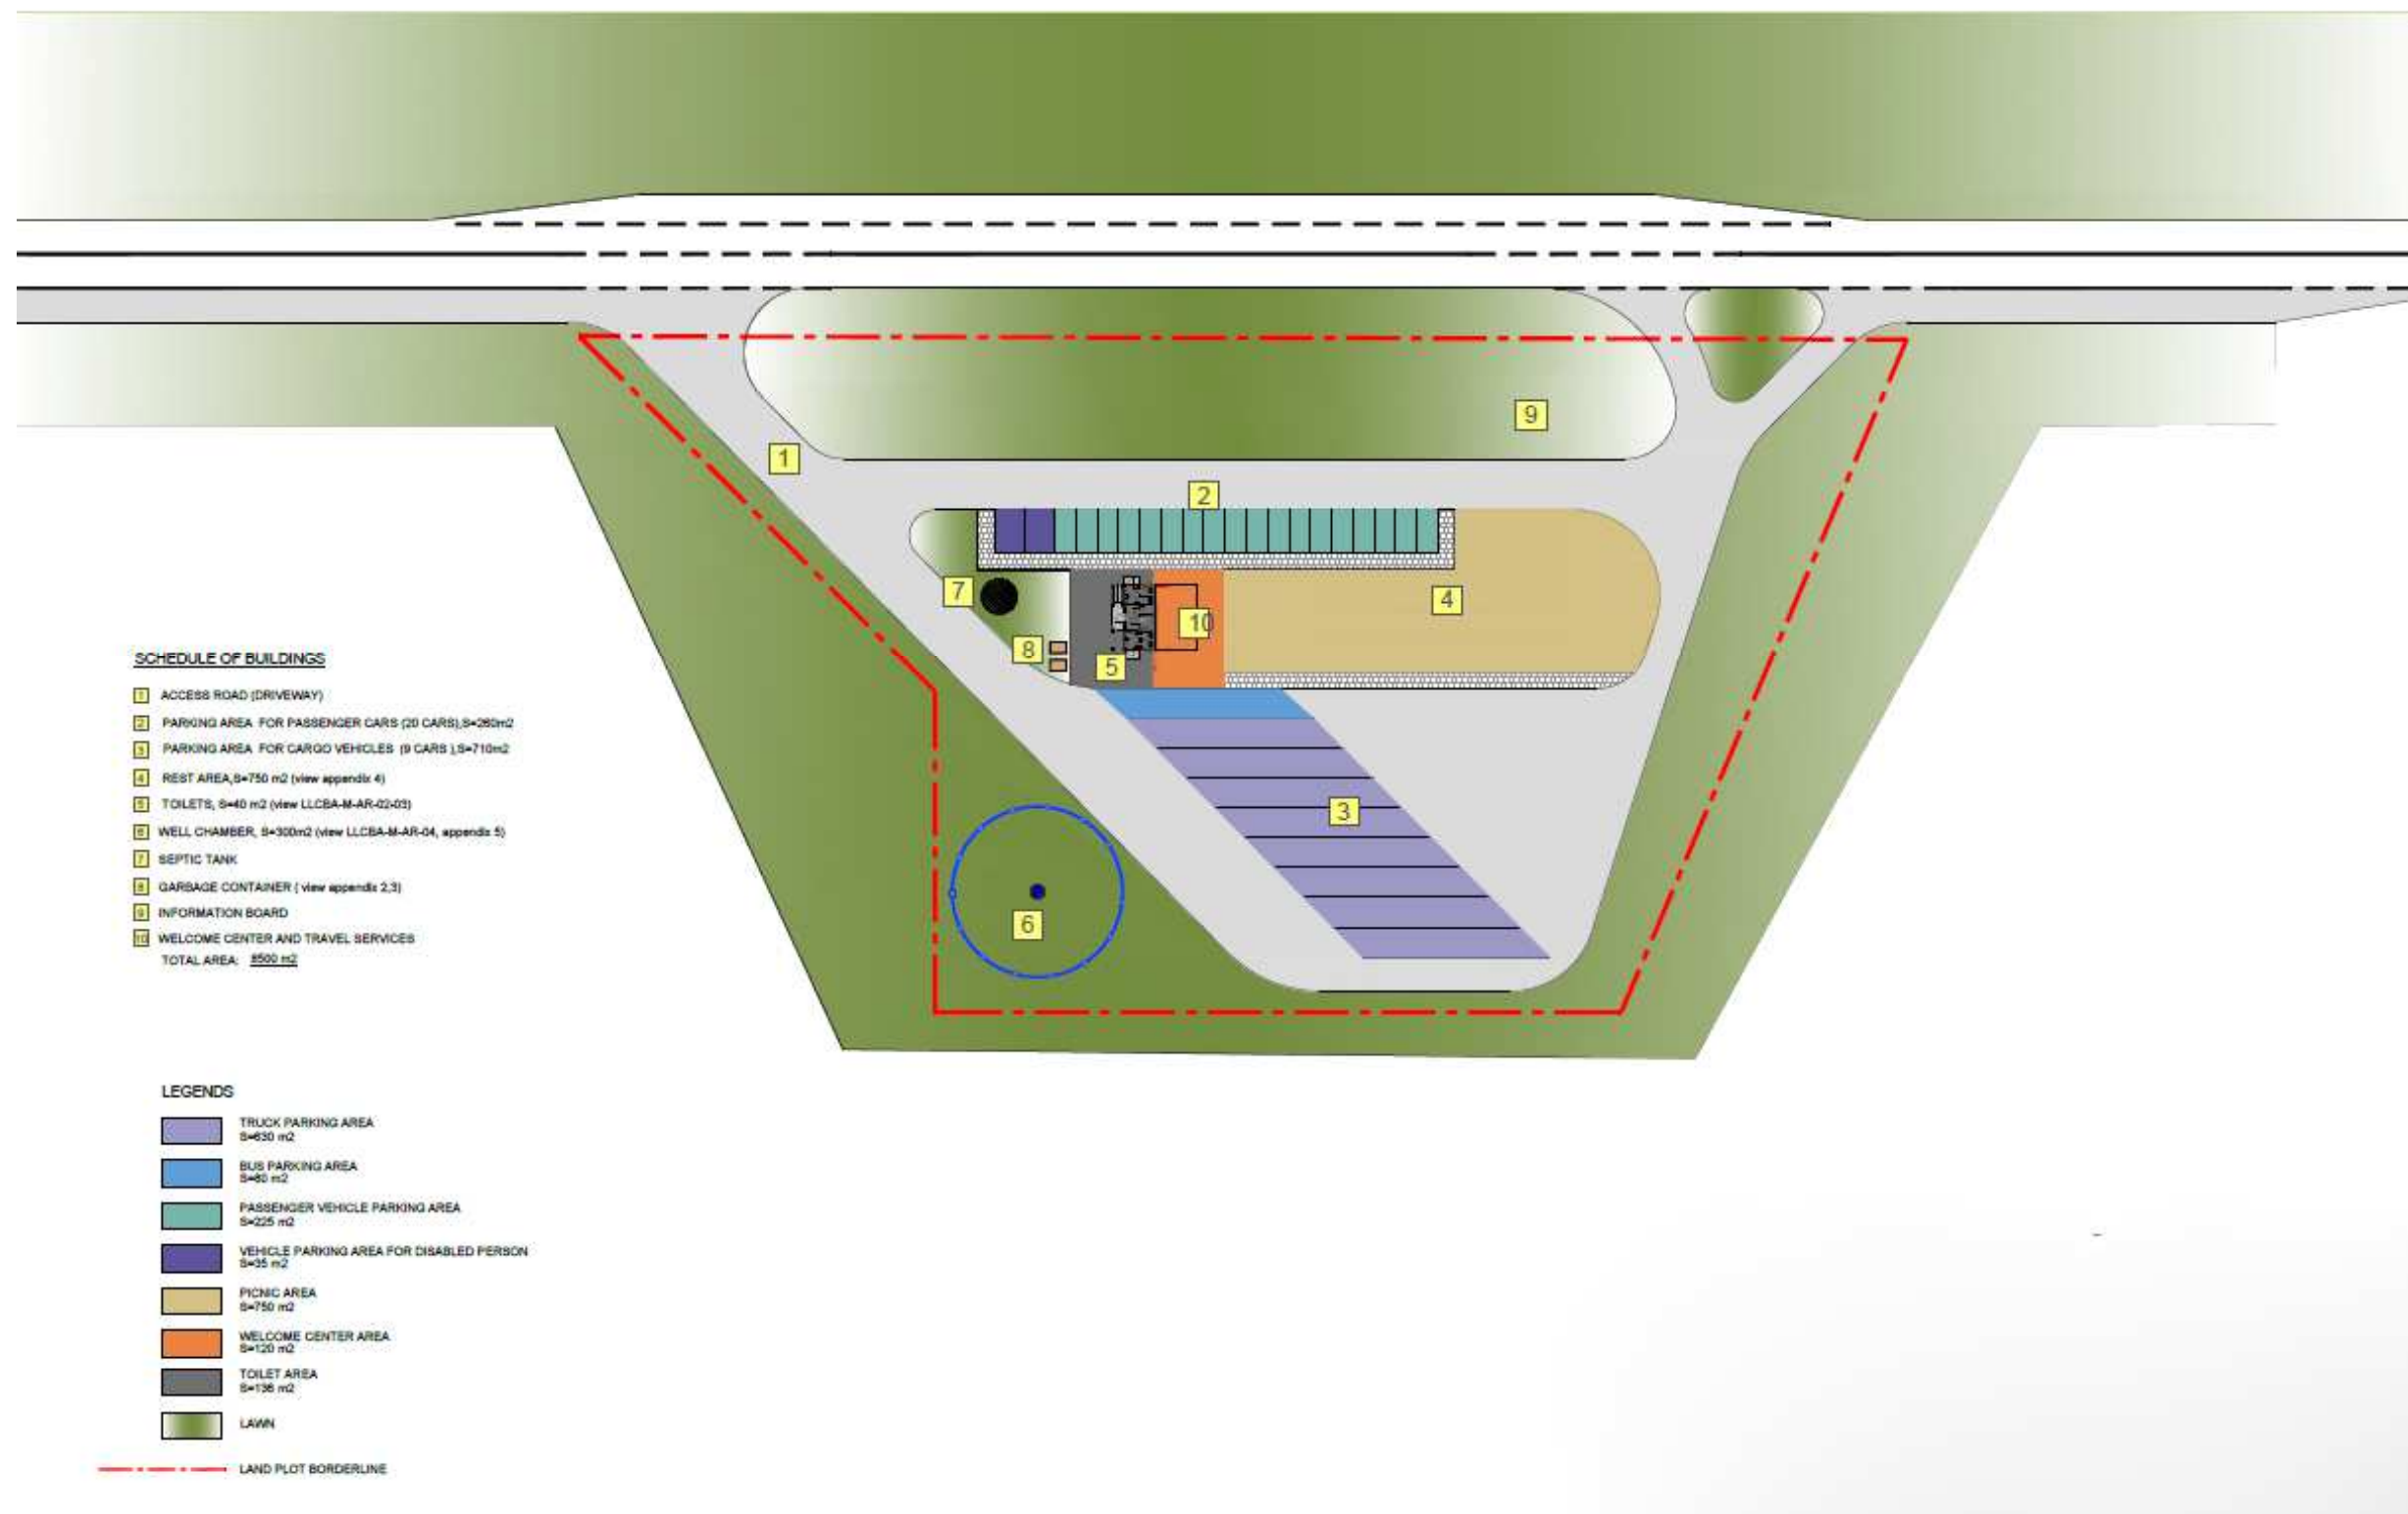 9
1
2
7
4
10
8
5
3
6
SCHEDULE OF BUILDINGS
1 ACCESS ROAD (DRIVEWAY)
2 PARKING AREA FOR PASSENGER CARS (20 CARS),S=260m2
3 PARKING AREA FOR CARGO VEHICLES (9 CARS ),S=710m2
4 REST AREA,S=750 m2 (view appendix 4)
5 TOILETS, S=40 m2 (view LLCBA-M-AR-02-03)
6 WELL CHAMBER, S=300m2 (view LLCBA-M-AR-04, appendix 5)
7 SEPTIC TANK
8 GARBAGE CONTAINER ( view appendix 2,3)
9 INFORMATION BOARD
10 WELCOME CENTER AND TRAVEL SERVICES
TOTAL AREA: 8500 m2
LEGENDS
TRUCK PARKING AREA
S=630 m2
BUS PARKING AREA
S=80 m2
PASSENGER VEHICLE PARKING AREA
S=225 m2
VEHICLE PARKING AREA FOR DISABLED PERSON
S=35 m2
PICNIC AREA
S=750 m2
WELCOME CENTER AREA
S=120 m2
TOILET AREA
S=136 m2
LAWN
LAND PLOT BORDERLINE